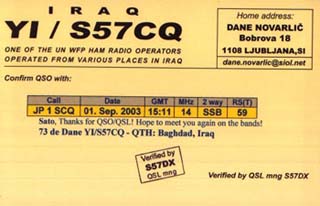 I R A Q
YI / S57CQ
ONE OF THE UN WFP HAM RADIO OPERATORS
OPERATED FROM VARIOUS PLACES IN IRAQ
Home address:
DANE NOVARLIČ
Bobrova 18
1108 LJUBLJANA,SI
dane.novarlic@siol.net
Confirm QSO with:
Call Date GMT MHz 2 way RS(T)
JP 1 SCQ 01. Sep. 2003 15:11 14 SSB 59
Sato, Thanks for QSO/QSL! Hope to meet you again on the bands!
73 de Dane YI/S57CQ - QTH: Baghdad, Iraq
Verified by
S57DX
QSL mng
Verified by QSL mng S57DX